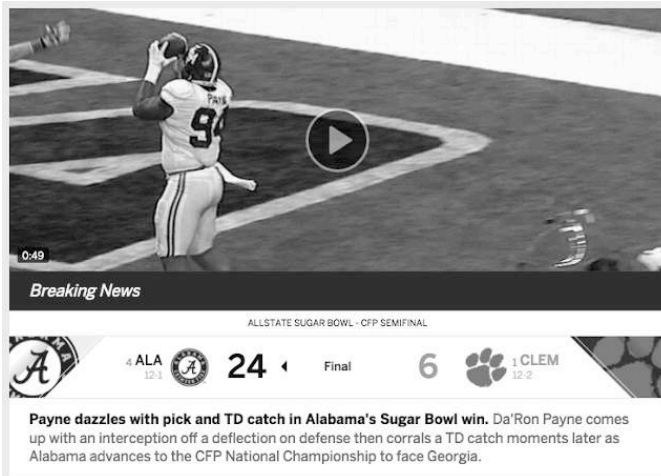 PAYN
94
0:49
Breaking News
ALLSTATE SUGAR BOWL - CFP SEMIFINAL
4 ALA 24 Final 6 1 CLEM
12-1 12-2
Payne dazzles with pick and TD catch in Alabama's Sugar Bowl win. Da'Ron Payne comes
up with an interception off a deflection on defense then corrals a TD catch moments later as
Alabama advances to the CFP National Championship to face Georgia.